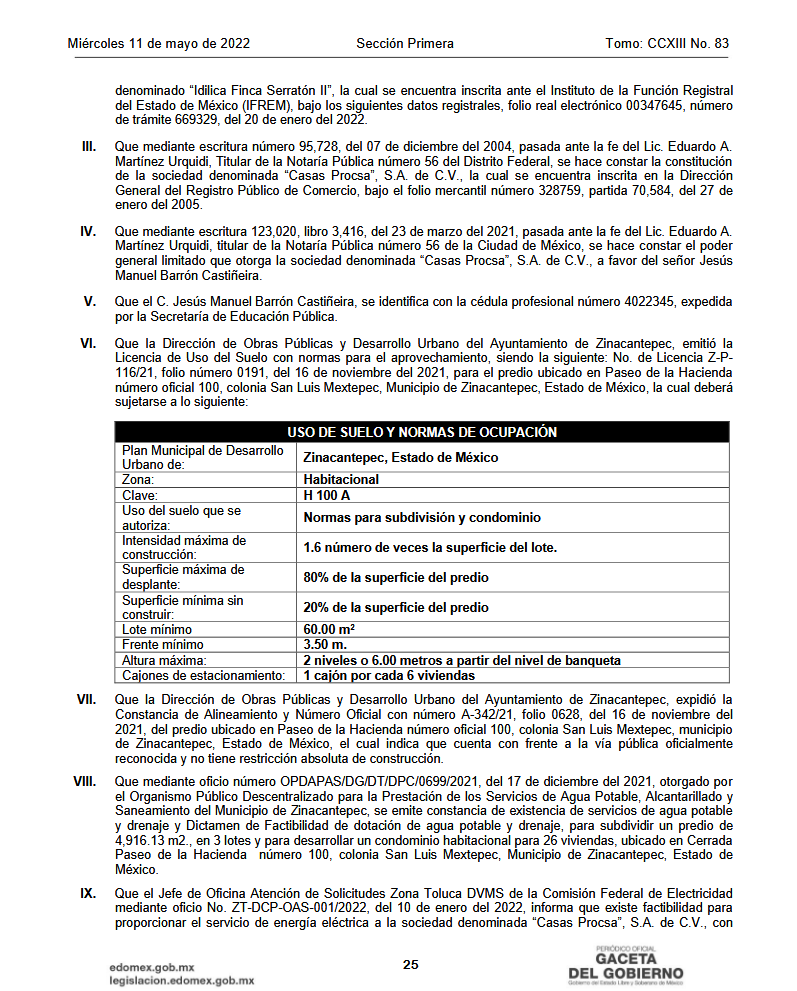 Miércoles 11 de mayo de 2022 Sección Primera Tomo: CCXIII No. 83
denominado “Idilica Finca Serratón II”, la cual se encuentra inscrita ante el Instituto de la Función Registral
del Estado de México (IFREM), bajo los siguientes datos registrales, folio real electrónico 00347645, número
de trámite 669329, del 20 de enero del 2022.
III. Que mediante escritura número 95,728, del 07 de diciembre del 2004, pasada ante la fe del Lic. Eduardo A.
Martínez Urquidi, Titular de la Notaría Pública número 56 del Distrito Federal, se hace constar la constitución
de la sociedad denominada “Casas Procsa”, S.A. de C.V., la cual se encuentra inscrita en la Dirección
General del Registro Público de Comercio, bajo el folio mercantil número 328759, partida 70,584, del 27 de
enero del 2005.
IV. Que mediante escritura 123,020, libro 3,416, del 23 de marzo del 2021, pasada ante la fe del Lic. Eduardo A.
Martínez Urquidi, titular de la Notaría Pública número 56 de la Ciudad de México, se hace constar el poder
general limitado que otorga la sociedad denominada “Casas Procsa”, S.A. de C.V., a favor del señor Jesús
Manuel Barrón Castiñeira.
V. Que el C. Jesús Manuel Barrón Castiñeira, se identifica con la cédula profesional número 4022345, expedida
por la Secretaría de Educación Pública.
VI. Que la Dirección de Obras Públicas y Desarrollo Urbano del Ayuntamiento de Zinacantepec, emitió la
Licencia de Uso del Suelo con normas para el aprovechamiento, siendo la siguiente: No. de Licencia Z-P-
116/21, folio número 0191, del 16 de noviembre del 2021, para el predio ubicado en Paseo de la Hacienda
número oficial 100, colonia San Luis Mextepec, Municipio de Zinacantepec, Estado de México, la cual deberá
sujetarse a lo siguiente:
USO DE SUELO Y NORMAS DE OCUPACIÓN
Plan Municipal de Desarrollo
Urbano de:
Zinacantepec, Estado de México
Zona: Habitacional
Clave: H 100 A
Uso del suelo que se
autoriza:
Normas para subdivisión y condominio
Intensidad máxima de
construcción:
1.6 número de veces la superficie del lote.
Superficie máxima de
desplante:
80% de la superficie del predio
Superficie mínima sin
construir:
20% de la superficie del predio
Lote mínimo 60.00 m²
Frente mínimo 3.50 m.
Altura máxima: 2 niveles o 6.00 metros a partir del nivel de banqueta
Cajones de estacionamiento: 1 cajón por cada 6 viviendas
VII. Que la Dirección de Obras Públicas y Desarrollo Urbano del Ayuntamiento de Zinacantepec, expidió la
Constancia de Alineamiento y Número Oficial con número A-342/21, folio 0628, del 16 de noviembre del
2021, del predio ubicado en Paseo de la Hacienda número oficial 100, colonia San Luis Mextepec, municipio
de Zinacantepec, Estado de México, el cual indica que cuenta con frente a la vía pública oficialmente
reconocida y no tiene restricción absoluta de construcción.
VIII. Que mediante oficio número OPDAPAS/DG/DT/DPC/0699/2021, del 17 de diciembre del 2021, otorgado por
el Organismo Público Descentralizado para la Prestación de los Servicios de Agua Potable, Alcantarillado y
Saneamiento del Municipio de Zinacantepec, se emite constancia de existencia de servicios de agua potable
y drenaje y Dictamen de Factibilidad de dotación de agua potable y drenaje, para subdividir un predio de
4,916.13 m2., en 3 lotes y para desarrollar un condominio habitacional para 26 viviendas, ubicado en Cerrada
Paseo de la Hacienda número 100, colonia San Luis Mextepec, Municipio de Zinacantepec, Estado de
México.
IX. Que el Jefe de Oficina Atención de Solicitudes Zona Toluca DVMS de la Comisión Federal de Electricidad
mediante oficio No. ZT-DCP-OAS-001/2022, del 10 de enero del 2022, informa que existe factibilidad para
proporcionar el servicio de energía eléctrica a la sociedad denominada “Casas Procsa”, S.A. de C.V., con
edomex.gob.mx
legislacion.edomex.gob.mx
25
PERIÓDICO OFICIAL
GACETA
DEL GOBIERNO
Gobierno del Estado Libre y Soberano de México